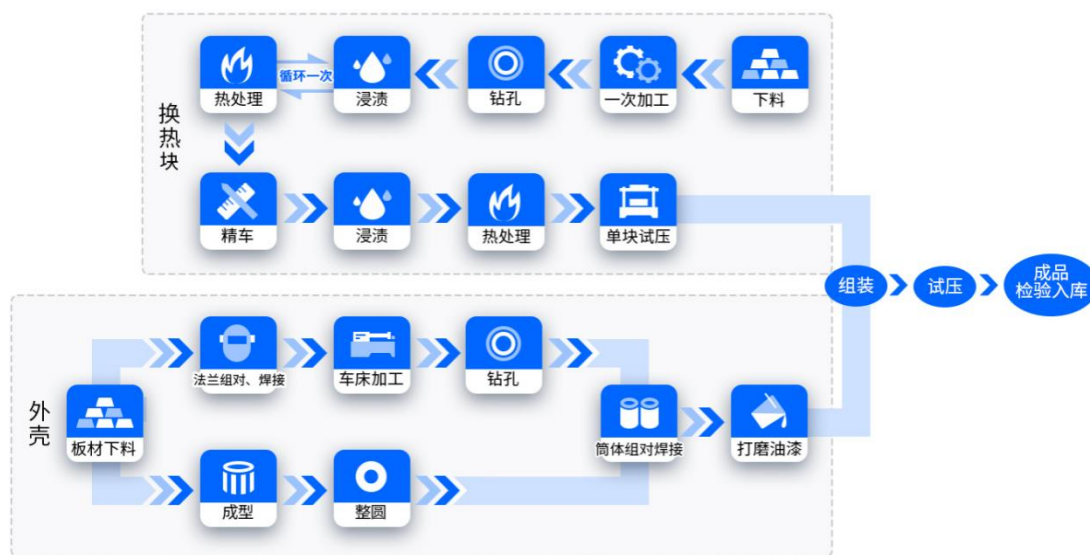 换热块
热处理
循环一次
浸渍
钻孔
一次加工
下料
精车
浸渍
热处理
单块试压
组装
试压
成品
检验入库
外壳
板材下料
法兰组对、焊接
车床加工
钻孔
筒体组对焊接
打磨油漆
成型
整圆